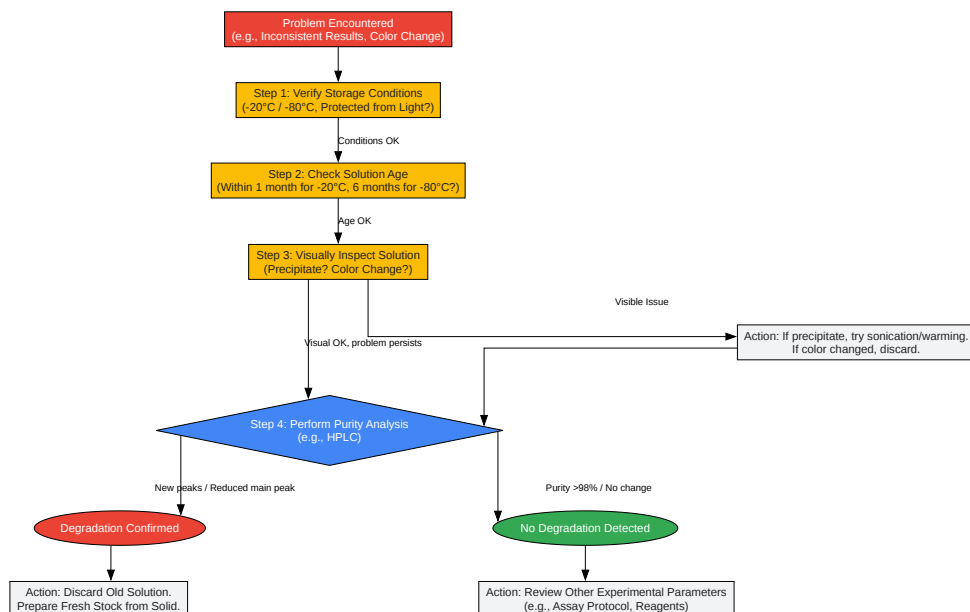 Problem Encountered
(e.g., Inconsistent Results, Color Change)
Step 1: Verify Storage Conditions
(-20°C / -80°C, Protected from Light?)
Conditions OK
Step 2: Check Solution Age
(Within 1 month for -20°C, 6 months for -80°C?)
Age OK
Step 3: Visually Inspect Solution
(Precipitate? Color Change?)
Visible Issue
Action: If precipitate, try sonication/warming.
If color changed, discard.
Visual OK, problem persists
Step 4: Perform Purity Analysis
(e.g., HPLC)
New peaks / Reduced main peak
Purity >98% / No change
Degradation Confirmed
No Degradation Detected
Action: Discard Old Solution.
Prepare Fresh Stock from Solid.
Action: Review Other Experimental Parameters
(e.g., Assay Protocol, Reagents)